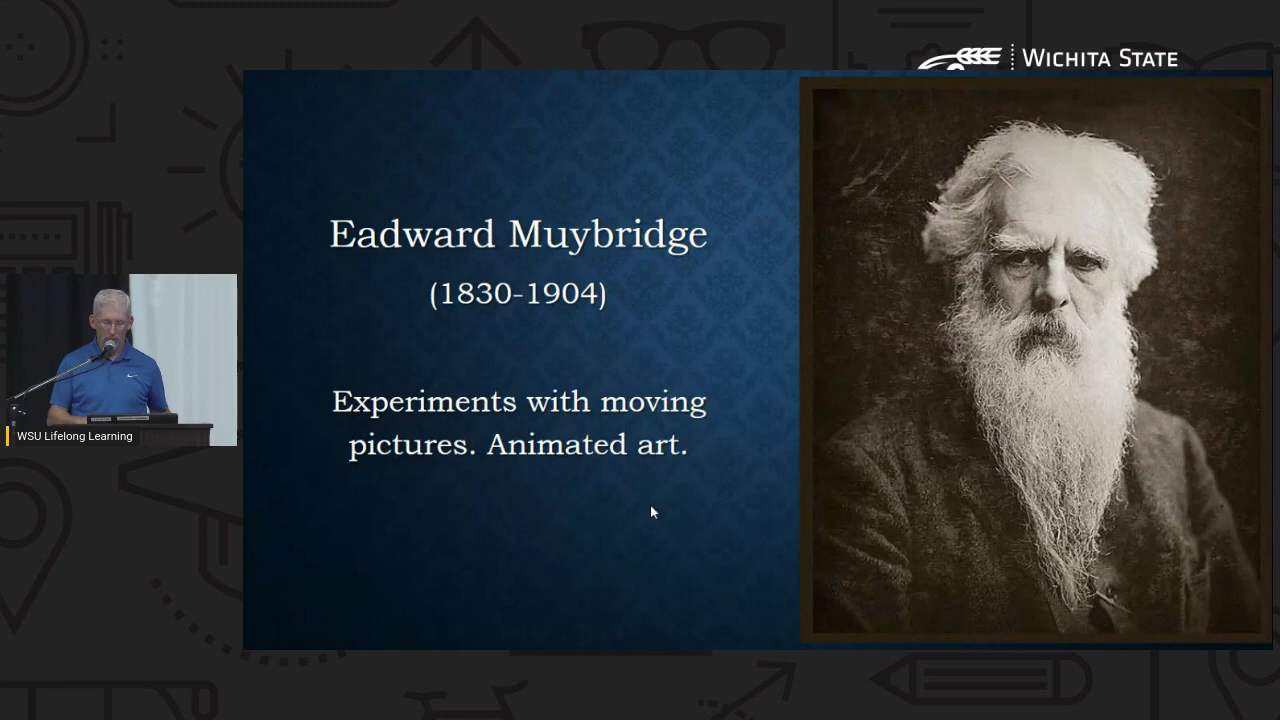 WICHITA STATE
Eadward Muybridge
(1830-1904)
Experiments with moving
pictures. Animated art.
WSU Lifelong Learning